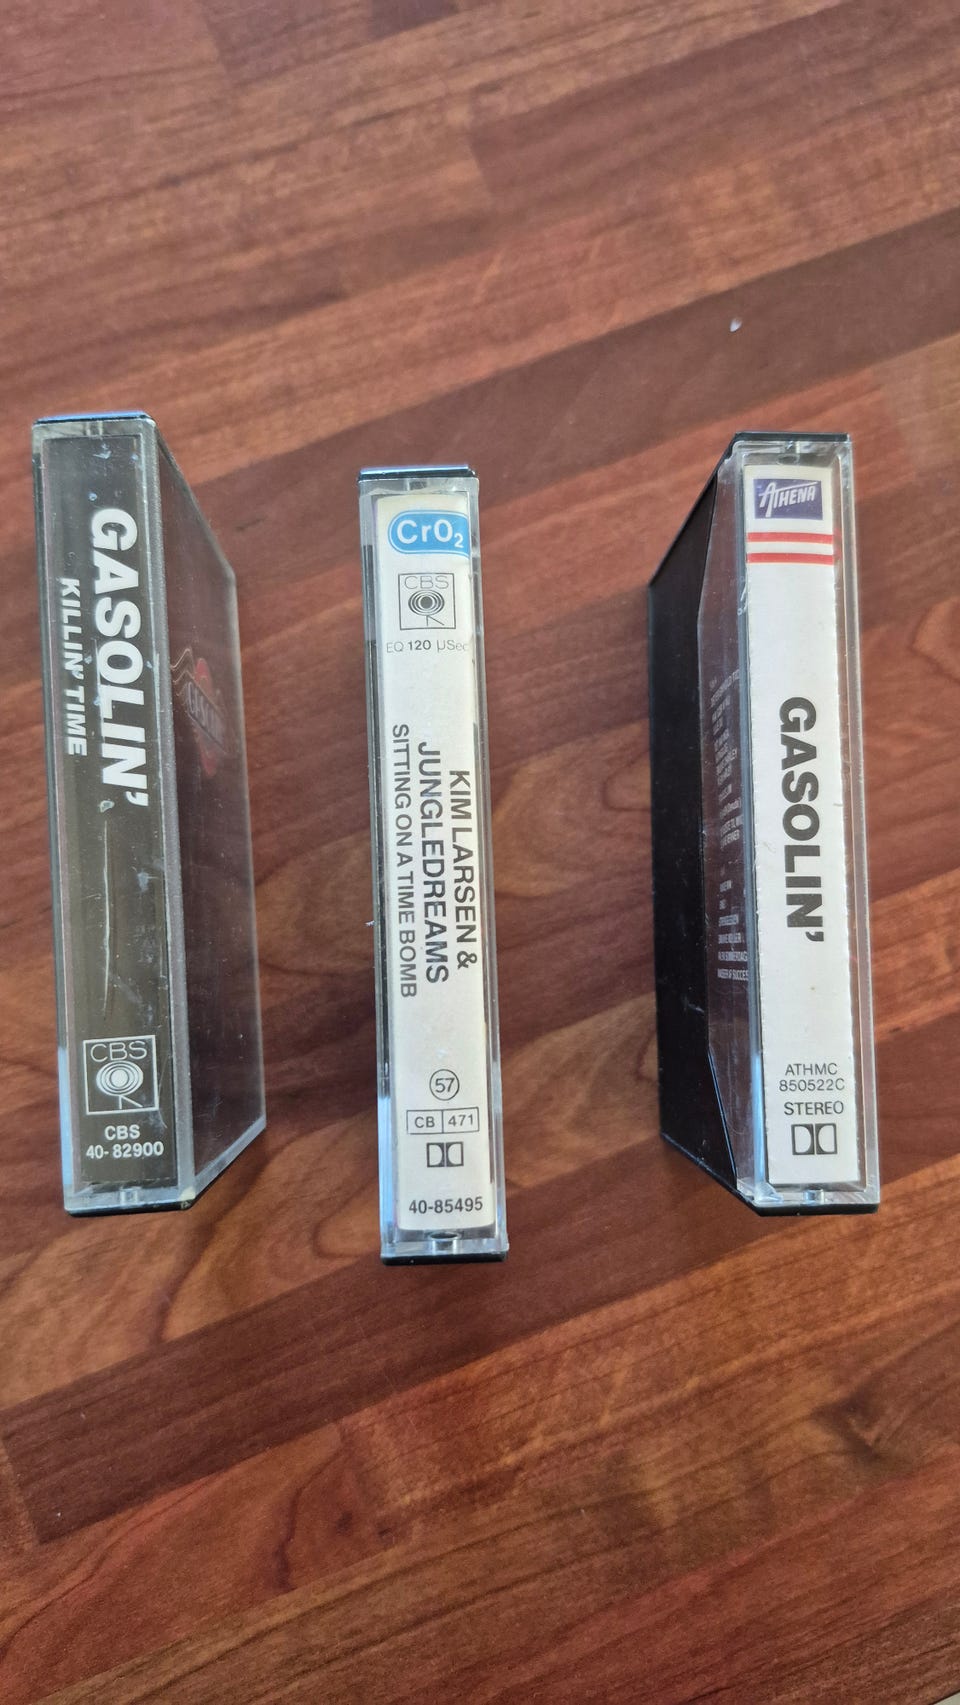 GASOLIN'
KILLIN' TIME
CBS
CBS
40-82900
GASOLIN'
CrO₂
CBS
EQ 120 µSec
KIM LARSEN &
JUNGLEDREAMS
SITTING ON A TIME BOMB
57
CB 471
40-85495
ATHENA
GASOLIN'
ATHMC
850522C
STEREO